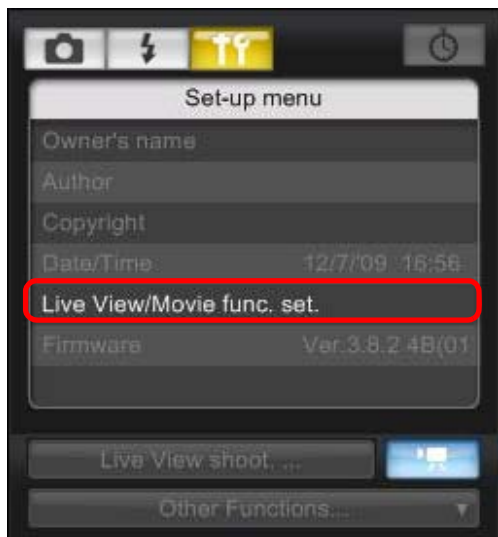 Set-up menu
Owner's name
Author
Copyright
Date/Time 12/7/'09 16:56
Live View/Movie func. set.
Firmware Ver.3.8.2 4B(01
Live View shoot. ...
Other Functions...